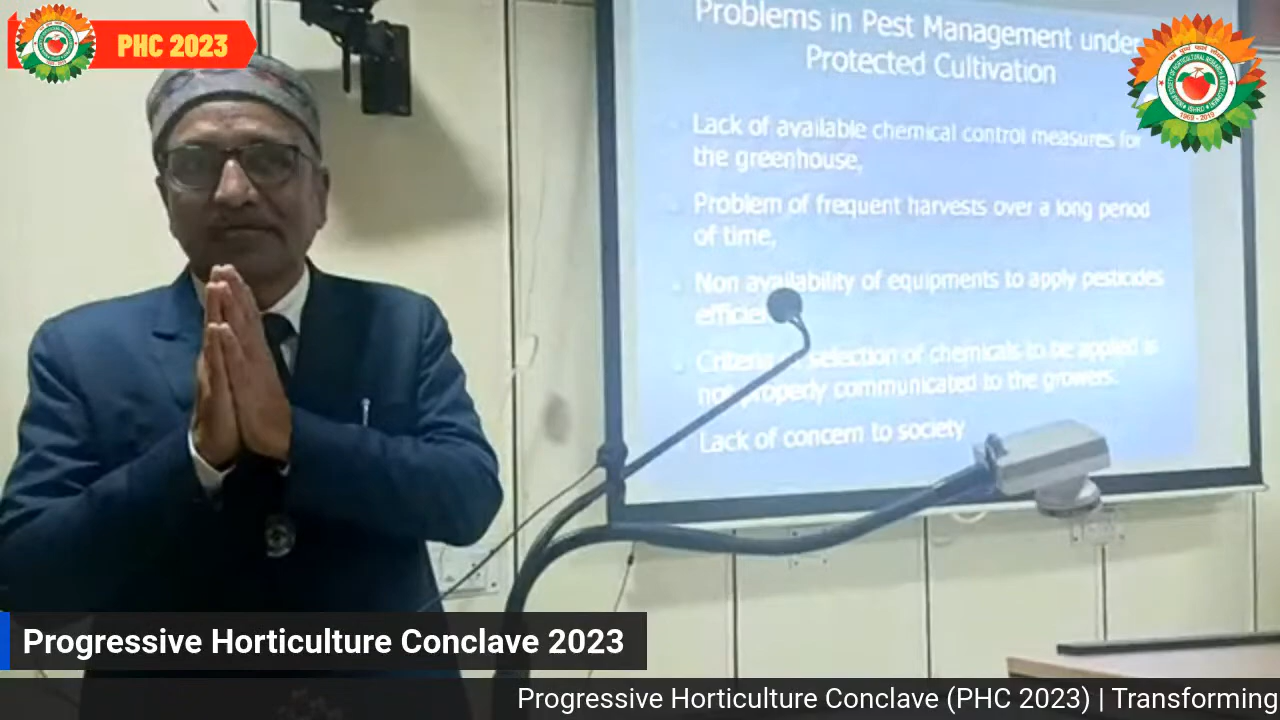 PHC 2023
Problems in Pest Management under
Protected Cultivation
Lack of available chemical control measures for
the greenhouse,
Problem of frequent harvests over a long period
of time,
Non availability of equipments to apply pesticides
selection of chemicals to be applied is
properly communicated to the growers.
Lack of concern to society
ISHRD
1969 - 2019
Progressive Horticulture Conclave 2023
Progressive Horticulture Conclave (PHC 2023) | Transforming